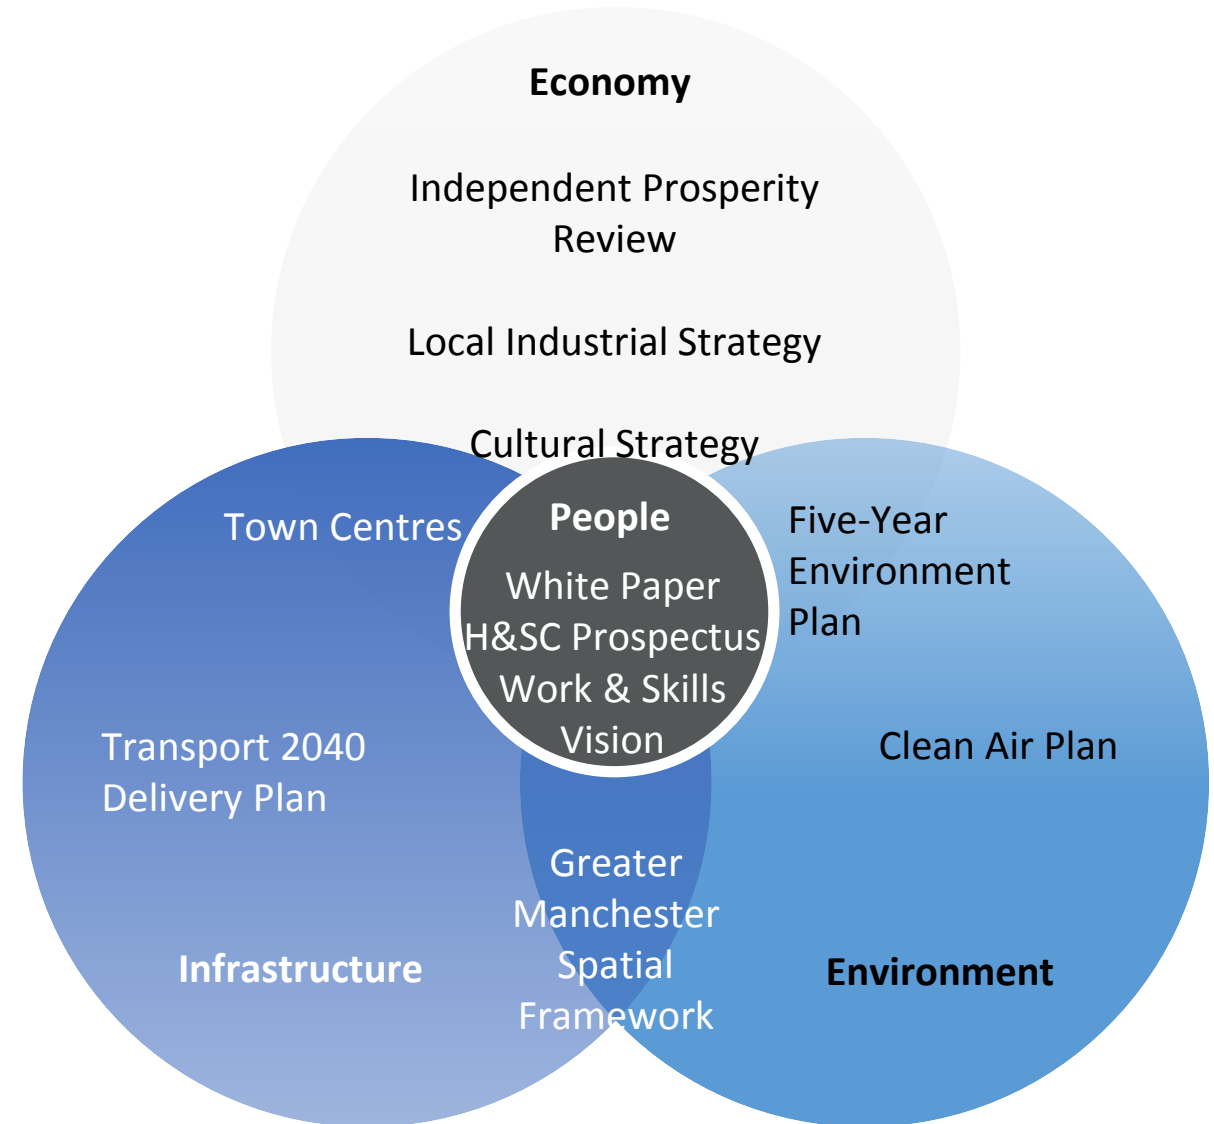 Economy
Independent Prosperity
Review
Local Industrial Strategy
Cultural Strategy
Town Centres
People
White Paper
H&SC Prospectus
Work & Skills
Vision
Five-Year
Environment
Plan
Transport 2040
Delivery Plan
Clean Air Plan
Greater
Manchester
Spatial
Framework
Infrastructure
Environment